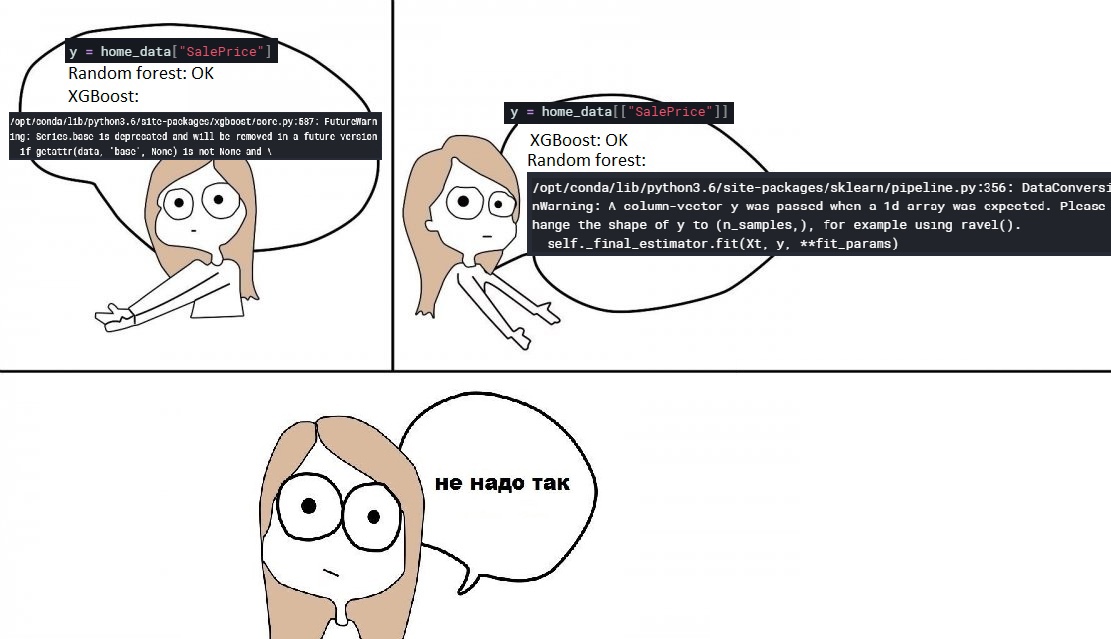 y = home_data["SalePrice"]
Random forest: OK
XGBoost:
/opt/conda/lib/python3.6/site-packages/xgboost/core.py:587: FutureWarn
ing: Series.base is deprecated and will be removed in a future version
if getattr(data, 'base', None) is not None and \
y = home_data[["SalePrice"]]
XGBoost: OK
Random forest:
/opt/conda/lib/python3.6/site-packages/sklearn/pipeline.py:356: DataConversi
nWarning: A column-vector y was passed when a 1d array was expected. Please
hange the shape of y to (n_samples,), for example using ravel().
self._final_estimator.fit(Xt, y, **fit_params)
не надо так